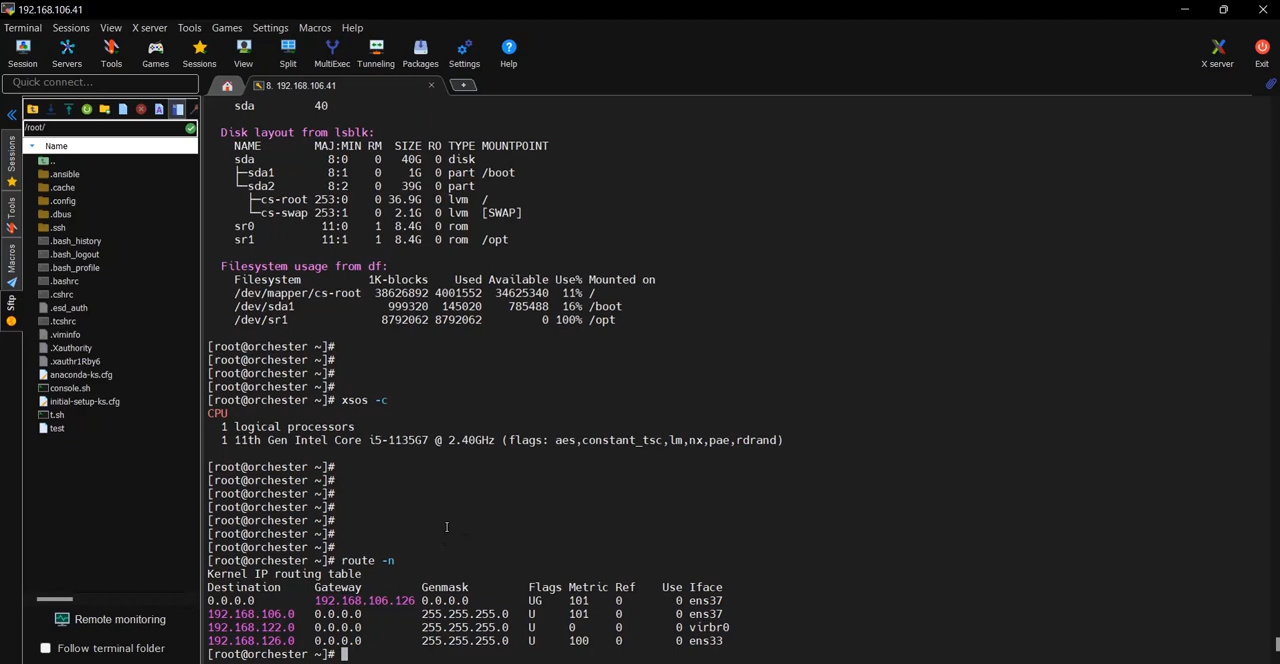 192.168.106.41
Terminal Sessions View X server Tools Games Settings Macros Help
Session Servers Tools Games Sessions View Split MultiExec Tunneling Packages Settings Help X server Exit
Quick connect...
8. 192.168.106.41
/root/
Name
..
.ansible
.cache
.config
.dbus
.ssh
.bash_history
.bash_logout
.bash_profile
.bashrc
.cshrc
.esd_auth
.tcshrc
.viminfo
.Xauthority
.xauthr1Rby6
anaconda-ks.cfg
console.sh
initial-setup-ks.cfg
t.sh
test
Remote monitoring
Follow terminal folder
Sessions
Tools
Macros
Sftp
sda 40
Disk layout from lsblk:
NAME MAJ:MIN RM SIZE RO TYPE MOUNTPOINT
sda 8:0 0 40G 0 disk
├─sda1 8:1 0 1G 0 part /boot
└─sda2 8:2 0 39G 0 part
├─cs-root 253:0 0 36.9G 0 lvm /
└─cs-swap 253:1 0 2.1G 0 lvm [SWAP]
sr0 11:0 1 8.4G 0 rom
sr1 11:1 1 8.4G 0 rom /opt
Filesystem usage from df:
Filesystem 1K-blocks Used Available Use% Mounted on
/dev/mapper/cs-root 38626892 4001552 34625340 11% /
/dev/sda1 999320 145020 785488 16% /boot
/dev/sr1 8792062 8792062 0 100% /opt
[root@orchester ~]#
[root@orchester ~]#
[root@orchester ~]#
[root@orchester ~]#
[root@orchester ~]# xsos -c
CPU
1 logical processors
1 11th Gen Intel Core i5-1135G7 @ 2.40GHz (flags: aes,constant_tsc,lm,nx,pae,rdrand)
[root@orchester ~]#
[root@orchester ~]#
[root@orchester ~]#
[root@orchester ~]#
[root@orchester ~]#
[root@orchester ~]#
[root@orchester ~]#
[root@orchester ~]# route -n
Kernel IP routing table
Destination Gateway Genmask Flags Metric Ref Use Iface
0.0.0.0 192.168.106.126 0.0.0.0 UG 101 0 0 ens37
192.168.106.0 0.0.0.0 255.255.255.0 U 101 0 0 ens37
192.168.122.0 0.0.0.0 255.255.255.0 U 0 0 0 virbr0
192.168.126.0 0.0.0.0 255.255.255.0 U 100 0 0 ens33
[root@orchester ~]#